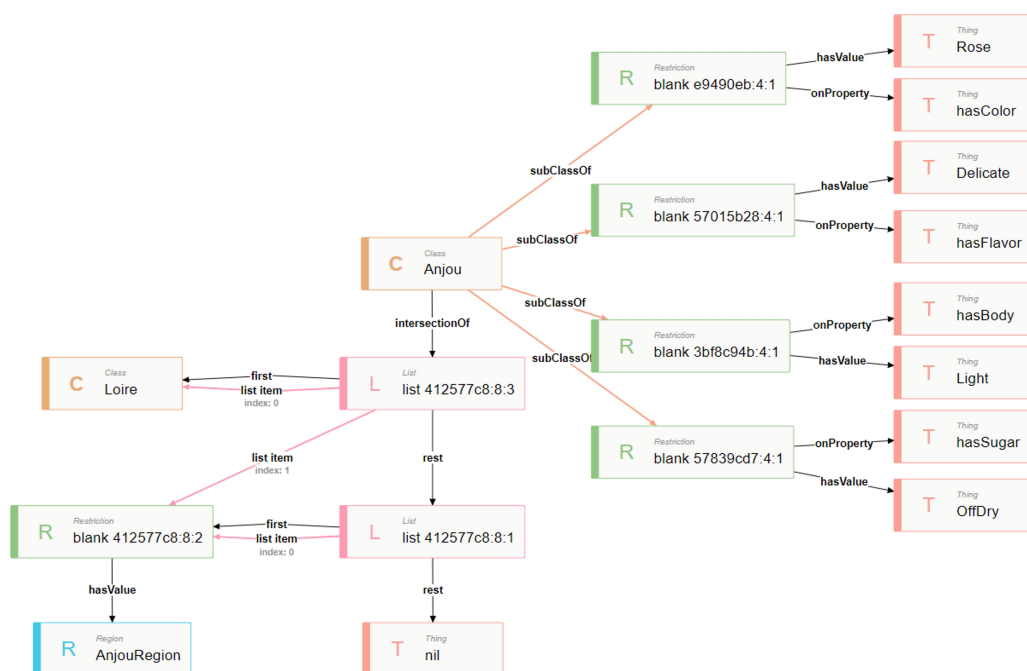 Thing
T
Rose
hasValue
Restriction
R
blank e9490eb:4:1
onProperty
Thing
T
hasColor
subClassOf
Thing
T
Delicate
hasValue
Restriction
R
blank 57015b28:4:1
onProperty
Thing
T
hasFlavor
subClassOf
Class
C
Anjou
subClassOf
Thing
T
hasBody
onProperty
Restriction
R
blank 3bf8c94b:4:1
hasValue
Thing
T
Light
intersectionOf
subClassOf
Class
C
Loire
first
list item
index: 0
List
L
list 412577c8:8:3
Thing
T
hasSugar
onProperty
Restriction
R
blank 57839cd7:4:1
hasValue
Thing
T
OffDry
list item
index: 1
rest
Restriction
R
blank 412577c8:8:2
first
list item
index: 0
List
L
list 412577c8:8:1
hasValue
rest
Region
R
AnjouRegion
Thing
T
nil